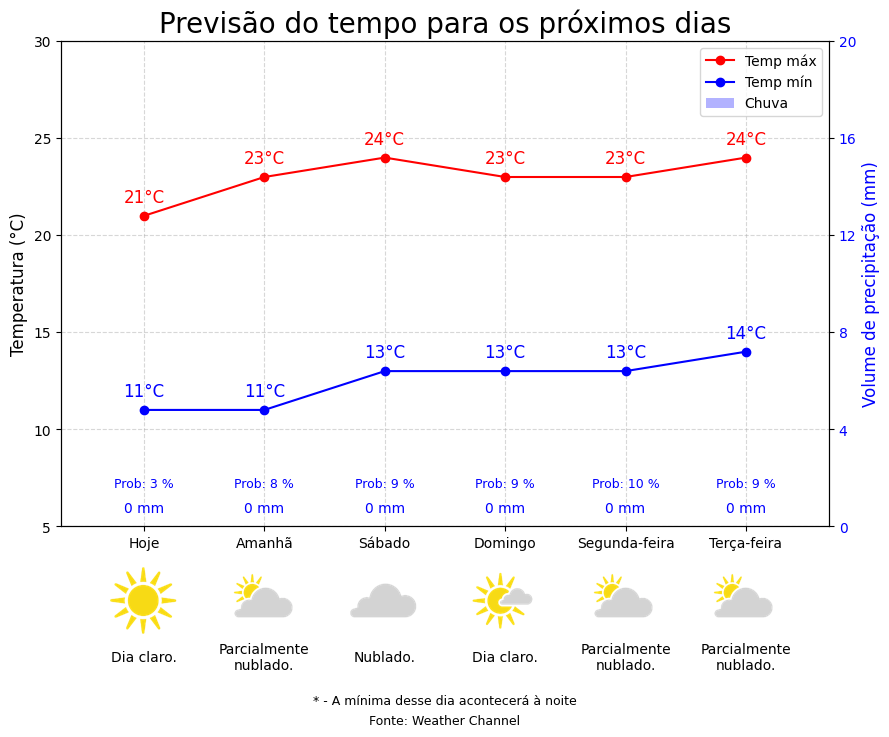 Previsão do tempo para os próximos dias
30
25
20
15
10
5
Temperatura (°C)
20
16
12
8
4
0
Volume de precipitação (mm)
Temp máx
Temp mín
Chuva
21°C
23°C
24°C
23°C
23°C
24°C
11°C
11°C
13°C
13°C
13°C
14°C
Prob: 3 %
Prob: 8 %
Prob: 9 %
Prob: 9 %
Prob: 10 %
Prob: 9 %
0 mm
0 mm
0 mm
0 mm
0 mm
0 mm
Hoje
Amanhã
Sábado
Domingo
Segunda-feira
Terça-feira
Dia claro.
Parcialmente
nublado.
Nublado.
Dia claro.
Parcialmente
nublado.
Parcialmente
nublado.
* - A mínima desse dia acontecerá à noite
Fonte: Weather Channel